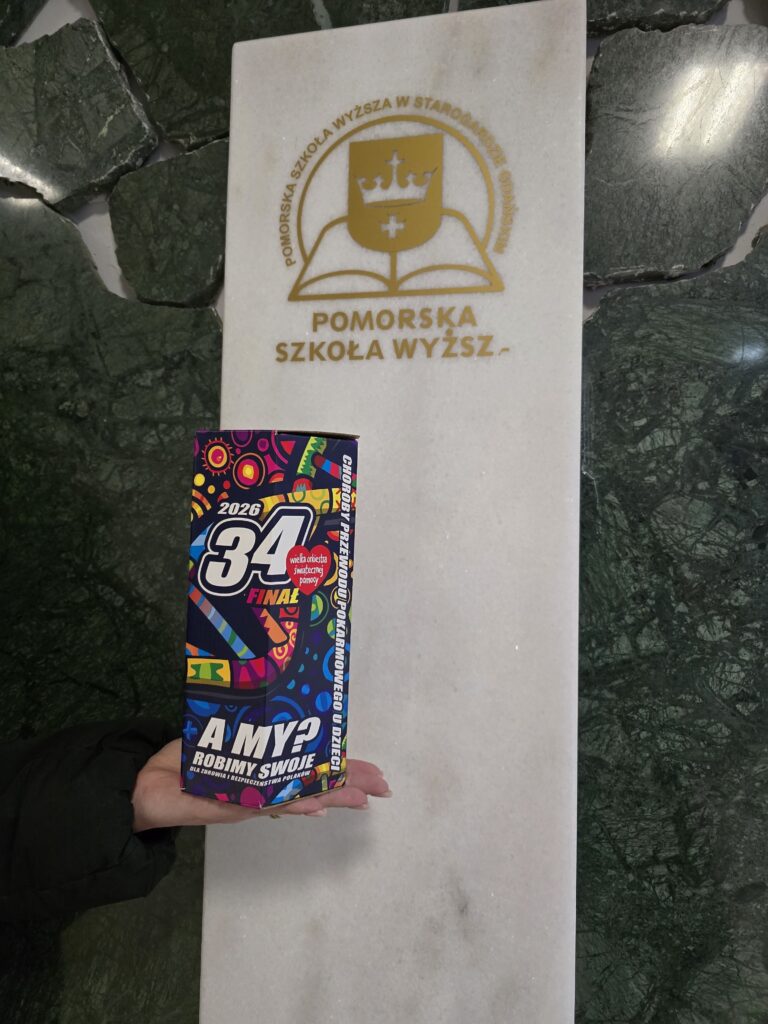 POMORSKA SZKOŁA WYŻSZA W STAROGARDZIE GDAŃSKIM
POMORSKA
SZKOŁA WYŻSZ
2026
34
FINAŁ
wielka orkiestra
świątecznej
pomocy
CHOROBY PRZEWODU POKARMOWEGO U DZIECI
A MY?
ROBIMY SWOJE
DLA ZDROWIA I BEZPIECZEŃSTWA POLAKÓW